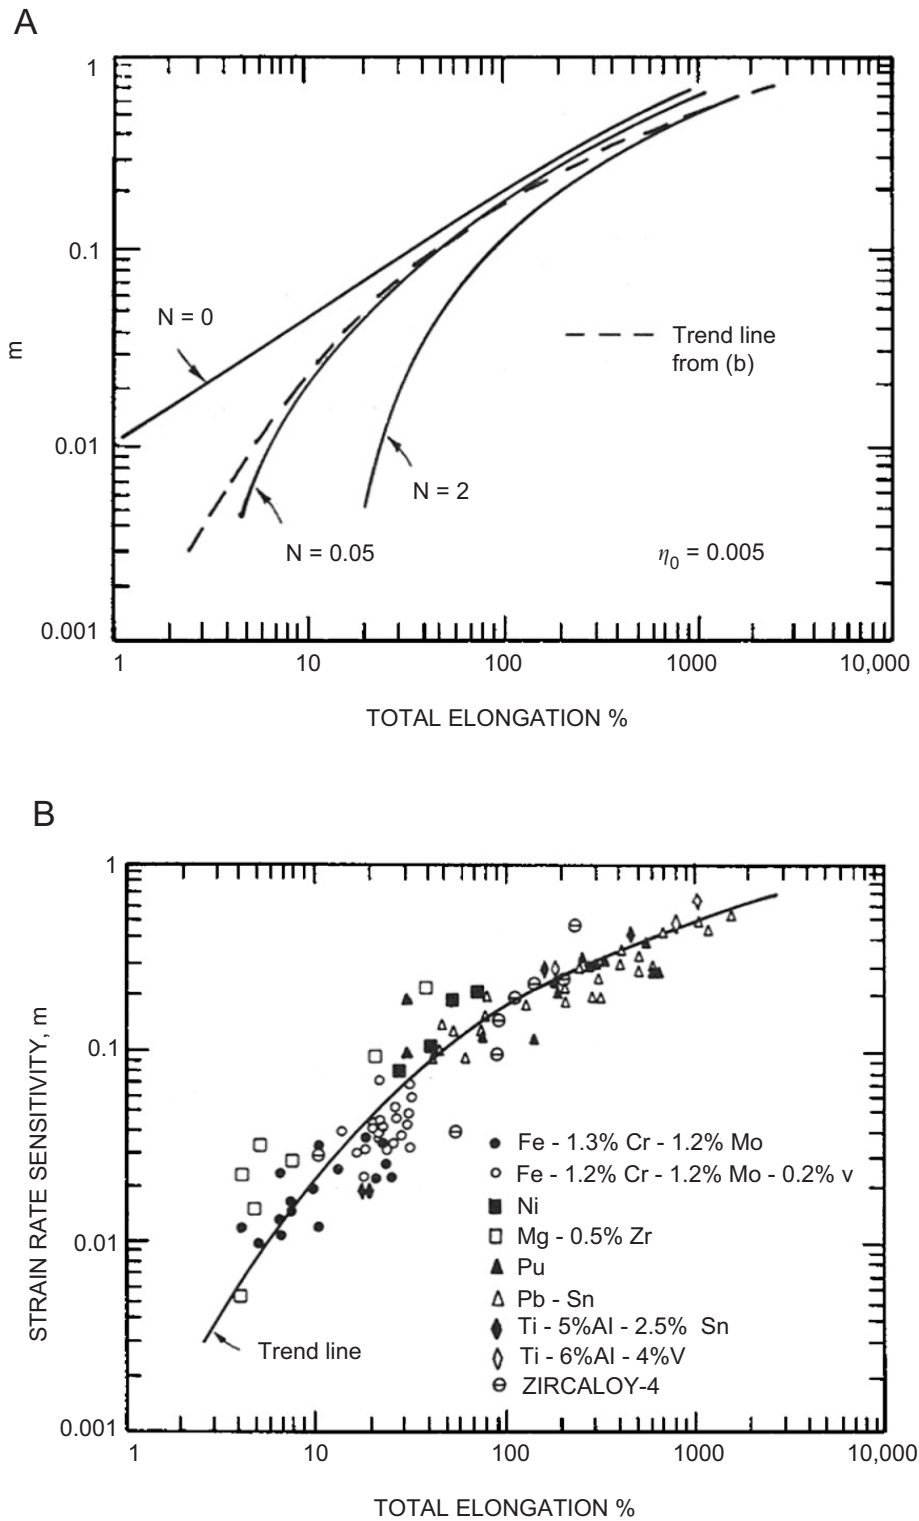 A
1
0.1
0.01
0.001
m
N = 0
N = 0.05
N = 2
Trend line
from (b)
η0 = 0.005
1
10
100
1000
10,000
TOTAL ELONGATION %
B
1
0.1
0.01
0.001
STRAIN RATE SENSITIVITY, m
Fe - 1.3% Cr - 1.2% Mo
Fe - 1.2% Cr - 1.2% Mo - 0.2% v
Ni
Mg - 0.5% Zr
Pu
Pb - Sn
Ti - 5%Al - 2.5% Sn
Ti - 6%Al - 4%V
ZIRCALOY-4
Trend line
1
10
100
1000
10,000
TOTAL ELONGATION %